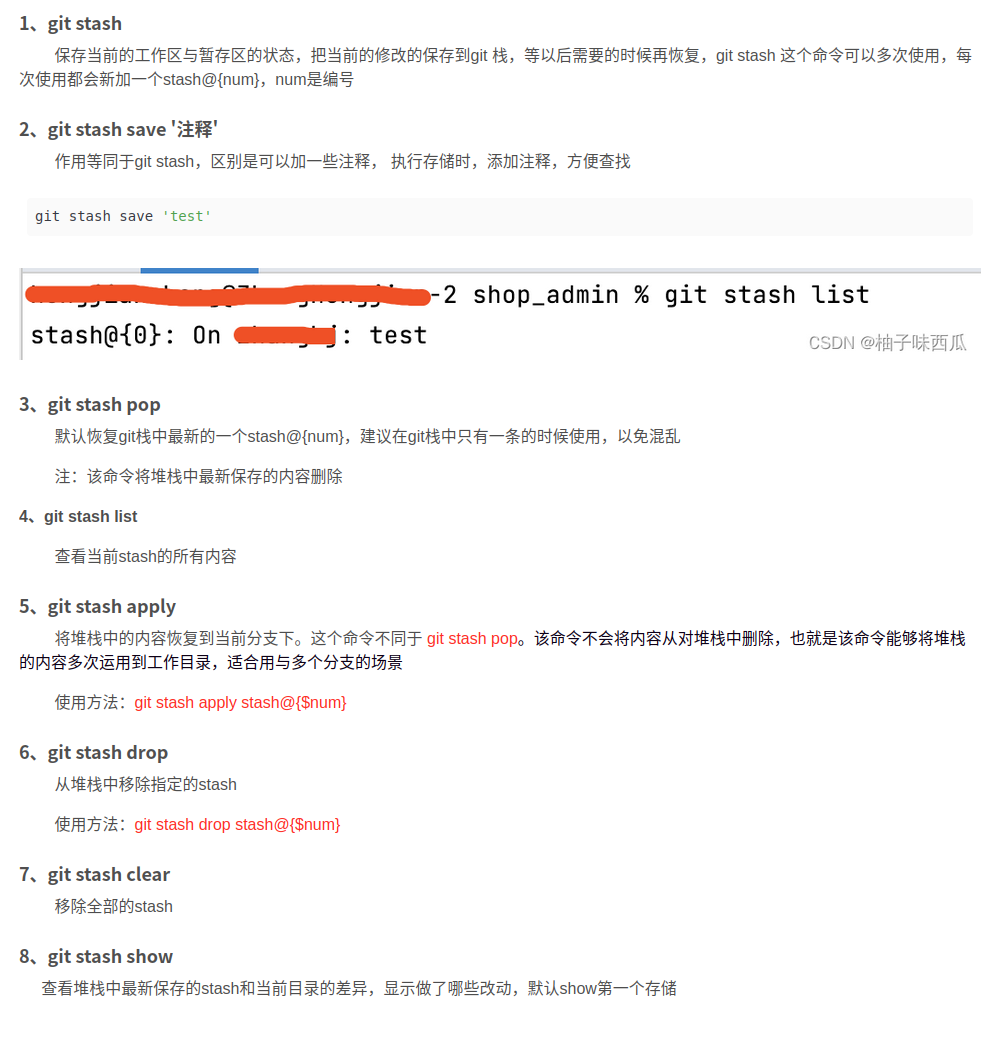 1、git stash
保存当前的工作区与暂存区的状态，把当前的修改的保存到git 栈，等以后需要的时候再恢复，git stash 这个命令可以多次使用，每
次使用都会新加一个stash@{num}，num是编号
2、git stash save '注释'
作用等同于git stash，区别是可以加一些注释， 执行存储时，添加注释，方便查找
git stash save 'test'
-2 shop_admin % git stash list
stash@{0}: On : test
CSDN @柚子味西瓜
3、git stash pop
默认恢复git栈中最新的一个stash@{num}，建议在git栈中只有一条的时候使用，以免混乱
注：该命令将堆栈中最新保存的内容删除
4、git stash list
查看当前stash的所有内容
5、git stash apply
将堆栈中的内容恢复到当前分支下。这个命令不同于 git stash pop。该命令不会将内容从对堆栈中删除，也就是该命令能够将堆栈
的内容多次运用到工作目录，适合用与多个分支的场景
使用方法：git stash apply stash@{$num}
6、git stash drop
从堆栈中移除指定的stash
使用方法：git stash drop stash@{$num}
7、git stash clear
移除全部的stash
8、git stash show
查看堆栈中最新保存的stash和当前目录的差异，显示做了哪些改动，默认show第一个存储